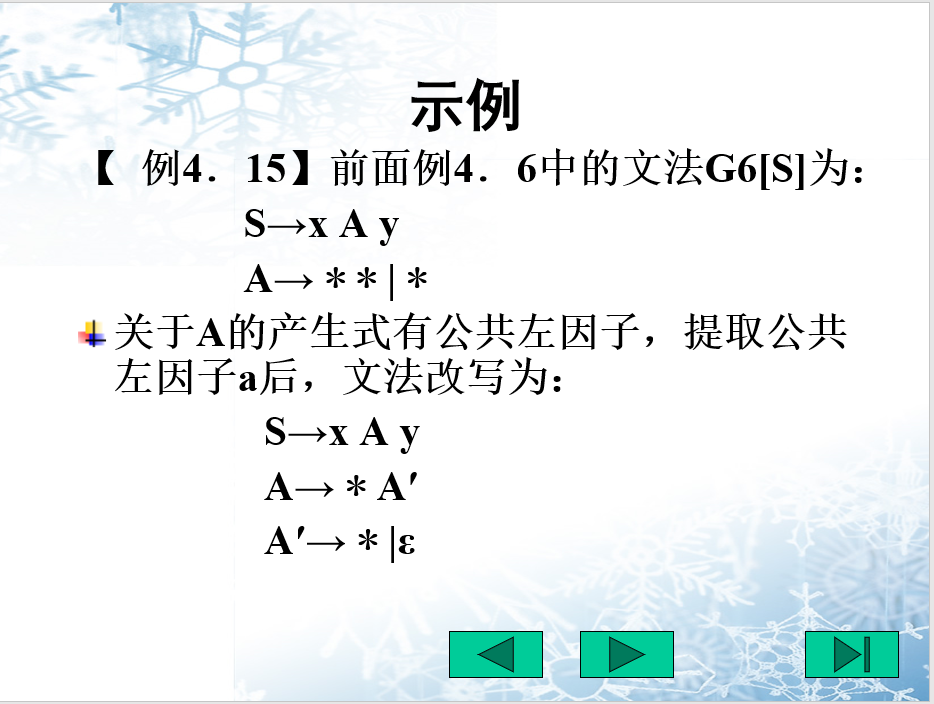 示例
【 例4．15】前面例4．6中的文法G6[S]为：
S→x A y
A→＊＊|＊
关于A的产生式有公共左因子，提取公共
左因子a后，文法改写为：
S→x A y
A→＊A′
A′→＊|ε